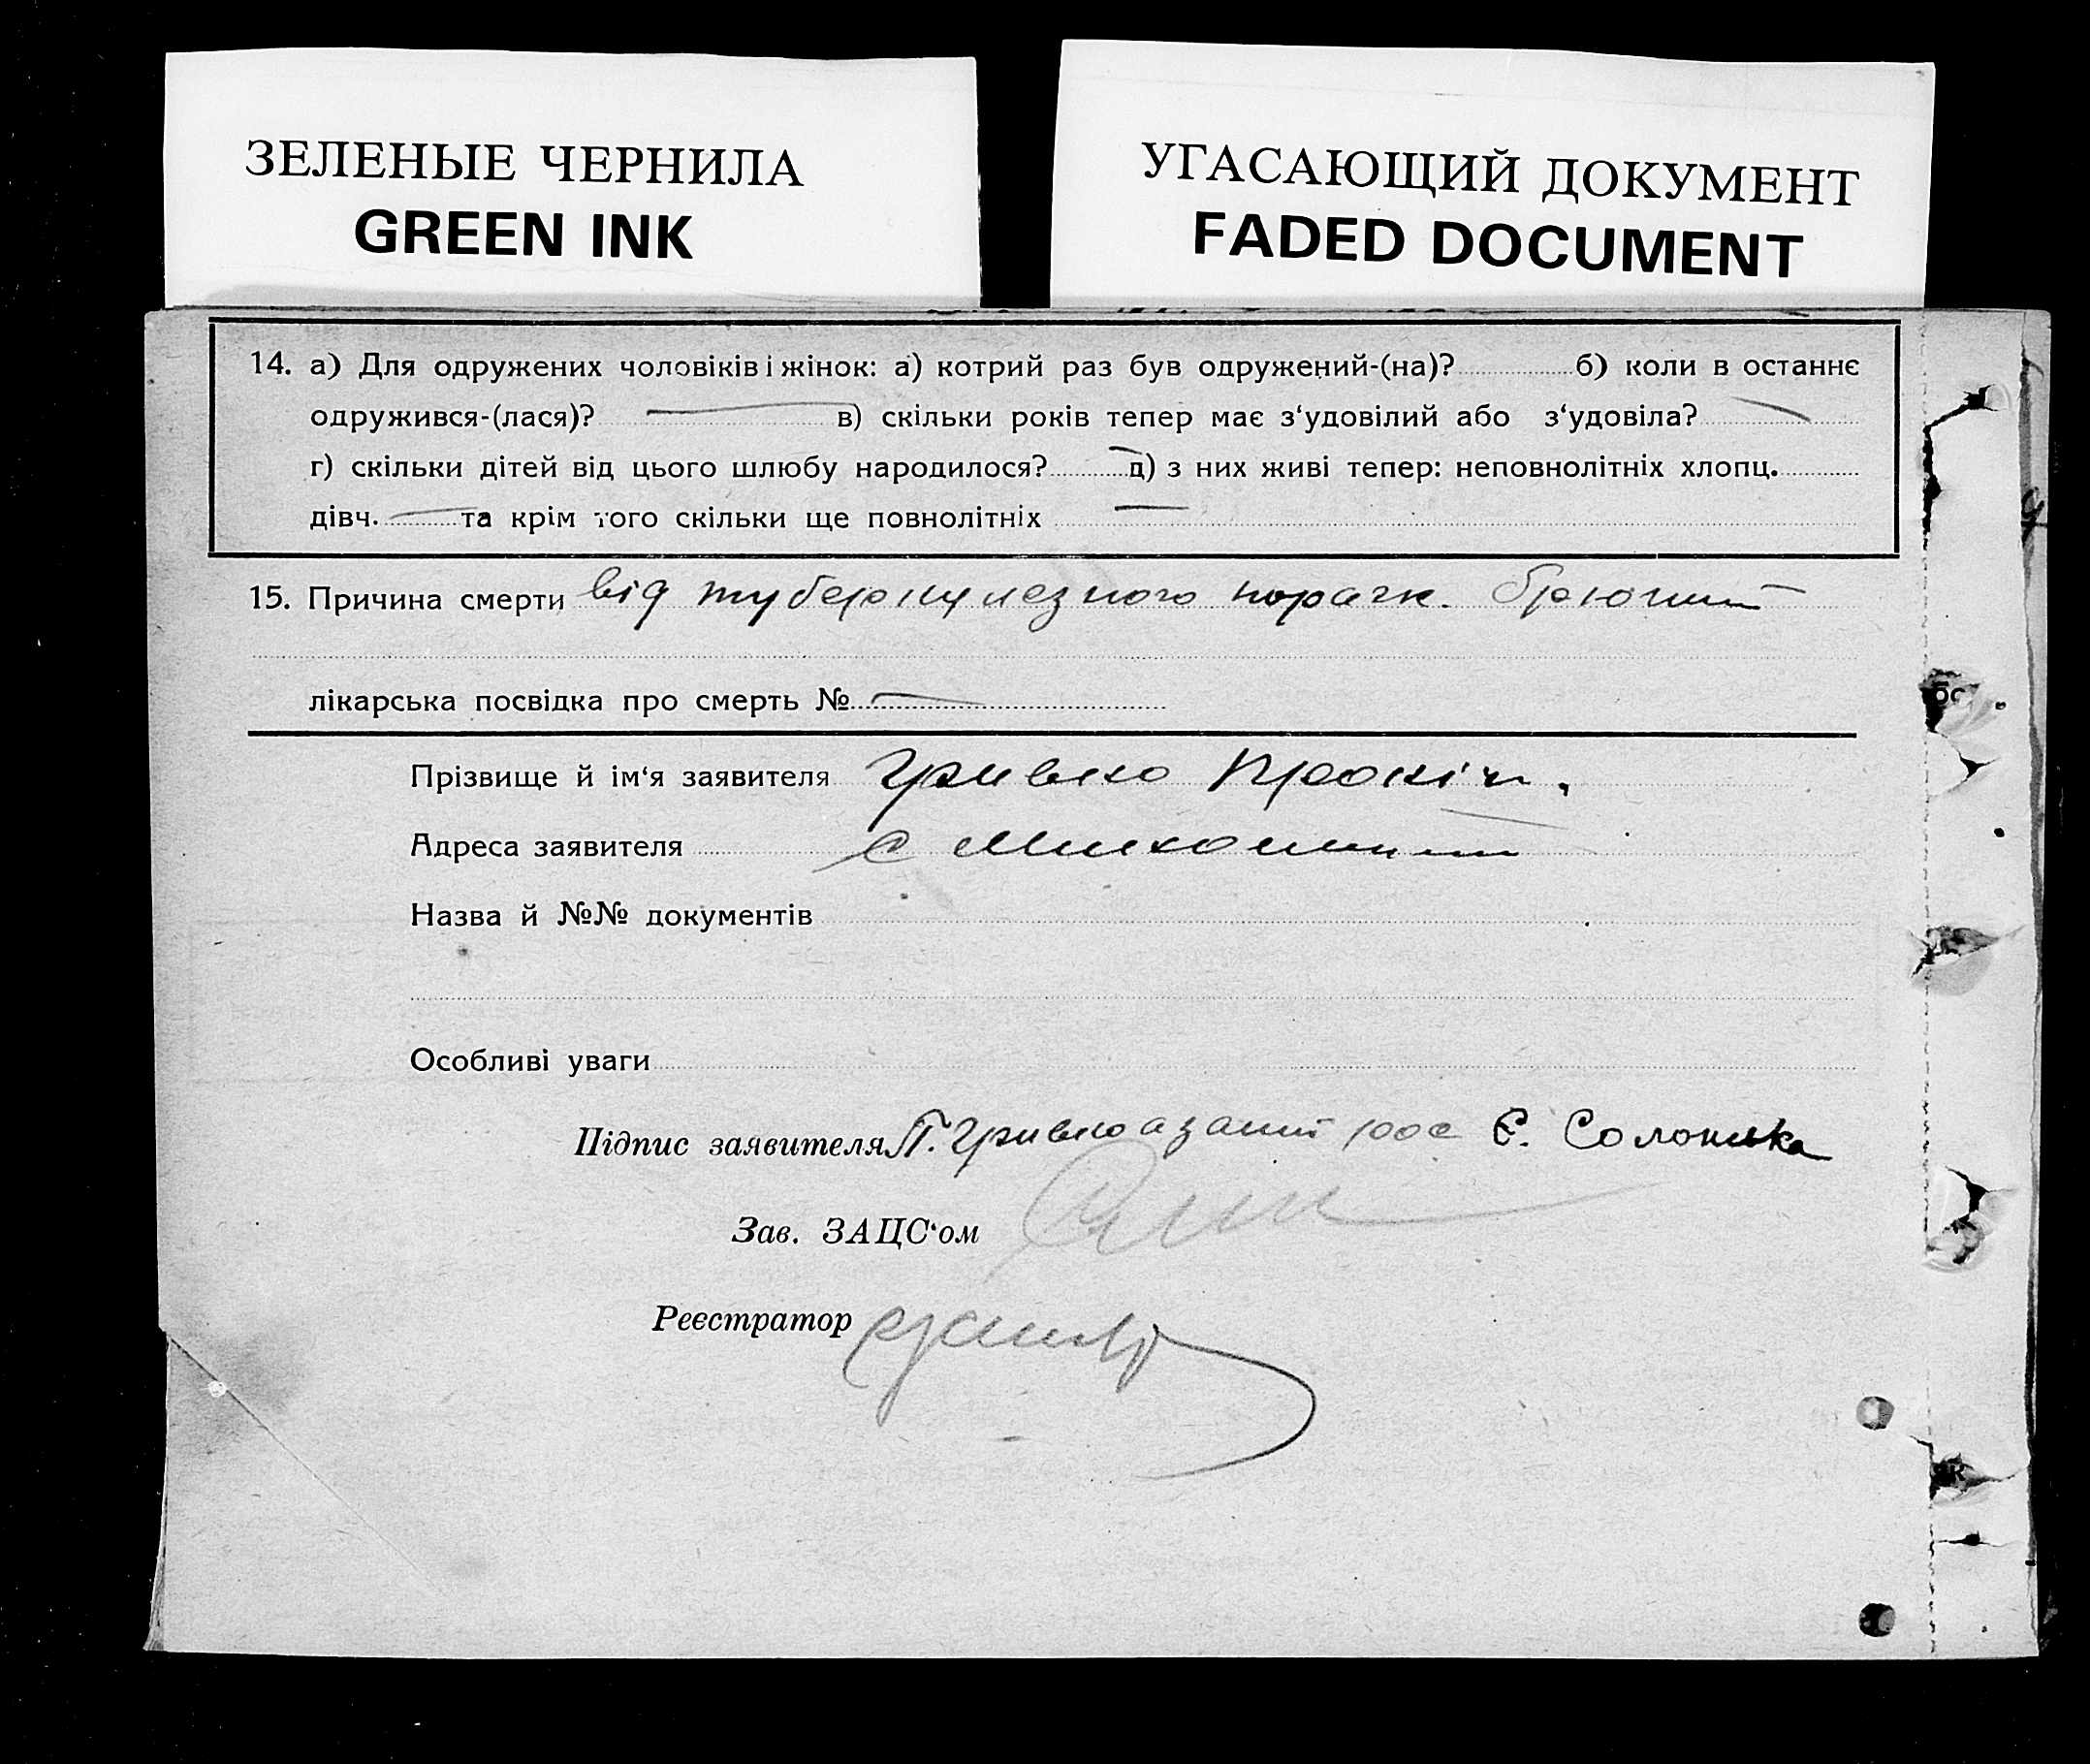 ЗЕЛЕНЫЕ ЧЕРНИЛА
GREEN INK
УГАСАЮЩИЙ ДОКУМЕНТ
FADED DOCUMENT
14. а) Для одружених чоловіків і жінок: а) котрий раз був одружений-(на)? б) коли в останнє
одружився-(лася)? в) скільки років тепер має з‘удовілий або з‘удовіла?
г) скільки дітей від цього шлюбу народилося? д) з них живі тепер: неповнолітніх хлопц.
дівч. та крім того скільки ще повнолітніх
15. Причина смерти від туберкулезного
лікарська посвідка про смерть №
Прізвище й ім‘я заявителя Гривко Прокіп.
Адреса заявителя с
Назва й №№ документів
Особливі уваги
Підпис заявителя П. Гривко а за Є. Солонька
Зав. ЗАЦС‘ом
Реєстратор